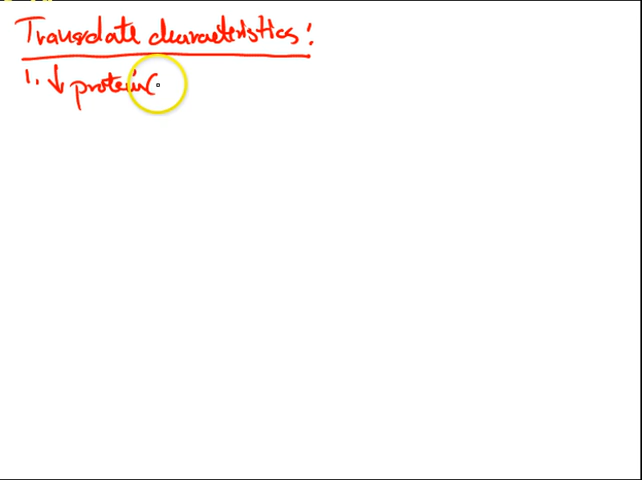 Transudate characteristics:
1. ↓ protein(